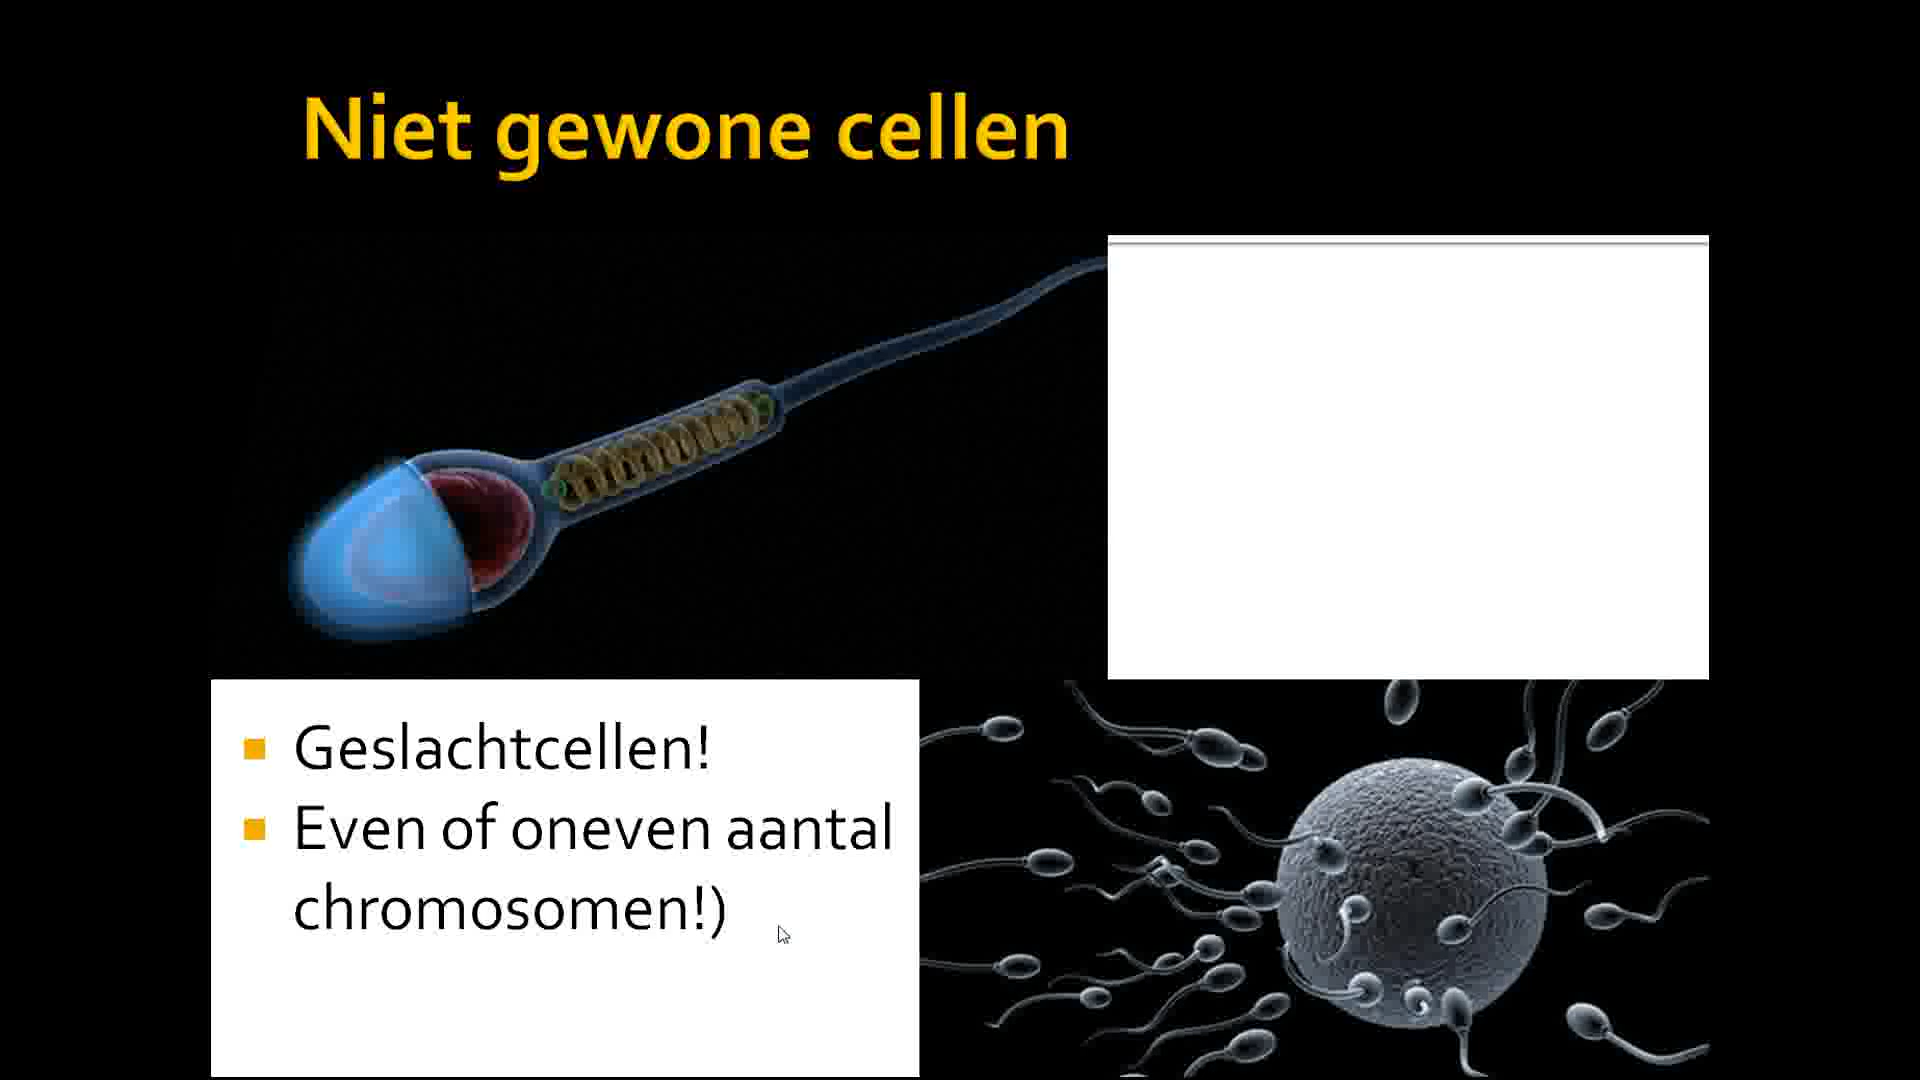 Niet gewone cellen
Geslachtcellen!
Even of oneven aantal
chromosomen!)